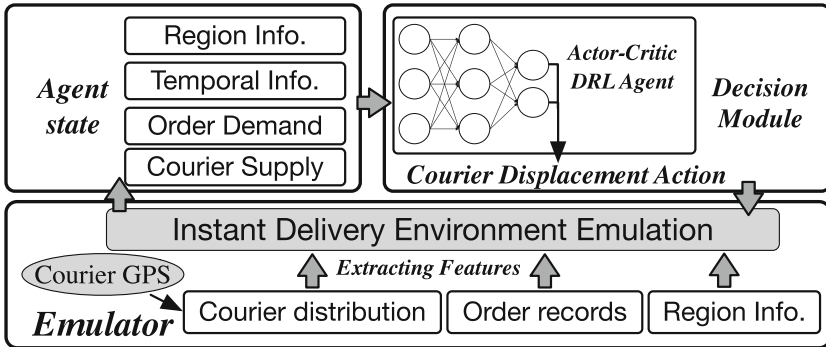 Agent
state
Region Info.
Temporal Info.
Order Demand
Courier Supply
Actor-Critic
DRL Agent
Decision
Module
Courier Displacement Action
Instant Delivery Environment Emulation
Courier GPS
Extracting Features
Emulator
Courier distribution
Order records
Region Info.